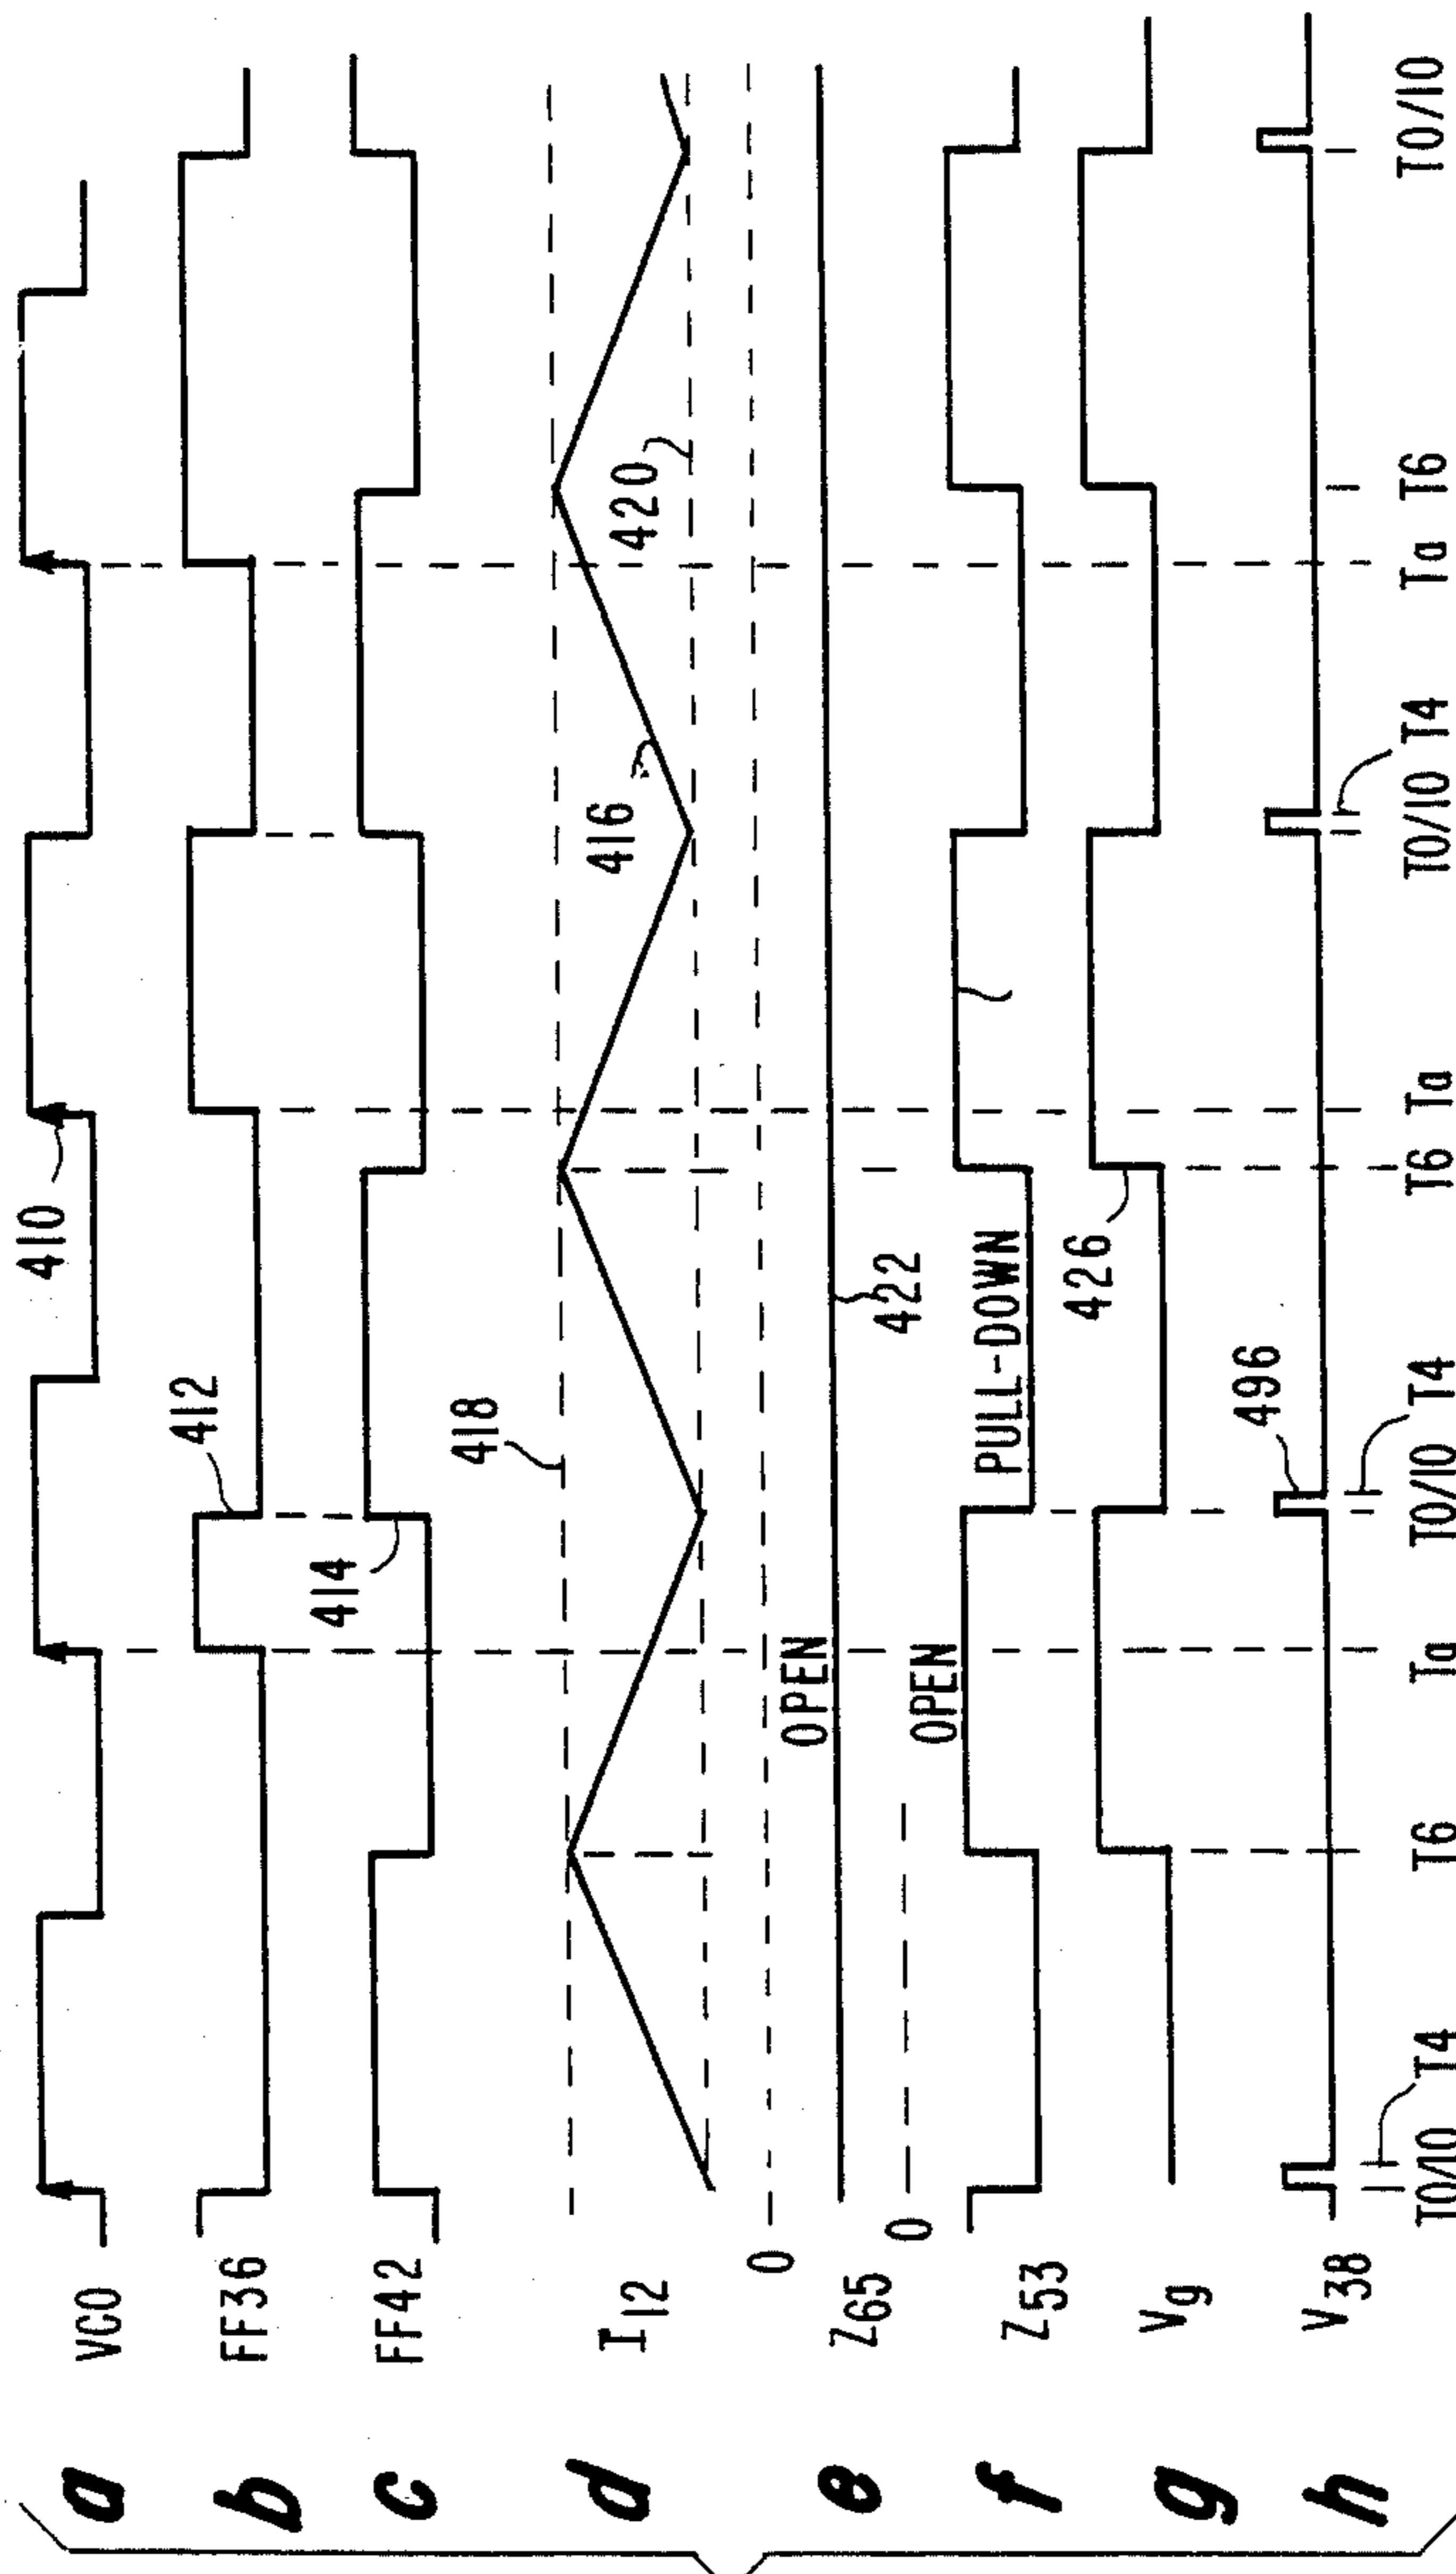 a VCO 410
b FF36 412
c FF42 414
d I12 418 416 420
0
e Z65 OPEN 422
0
f Z53 OPEN PULL-DOWN
g Vg 426
h V38 496
T0/10 T4 T6 Ta T0/10 T4 T6 Ta T0/10 T4 Ta T6 T0/10